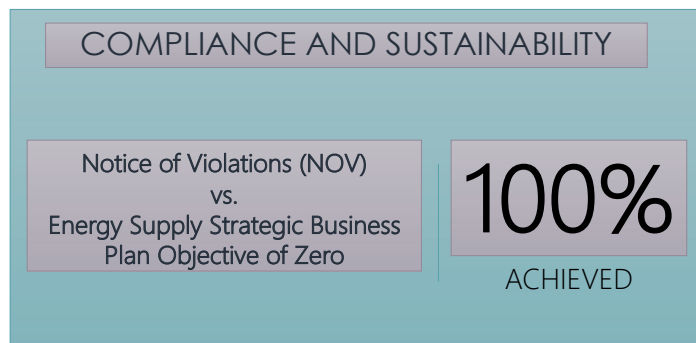 COMPLIANCE AND SUSTAINABILITY
Notice of Violations (NOV)
vs.
Energy Supply Strategic Business
Plan Objective of Zero
100%
ACHIEVED